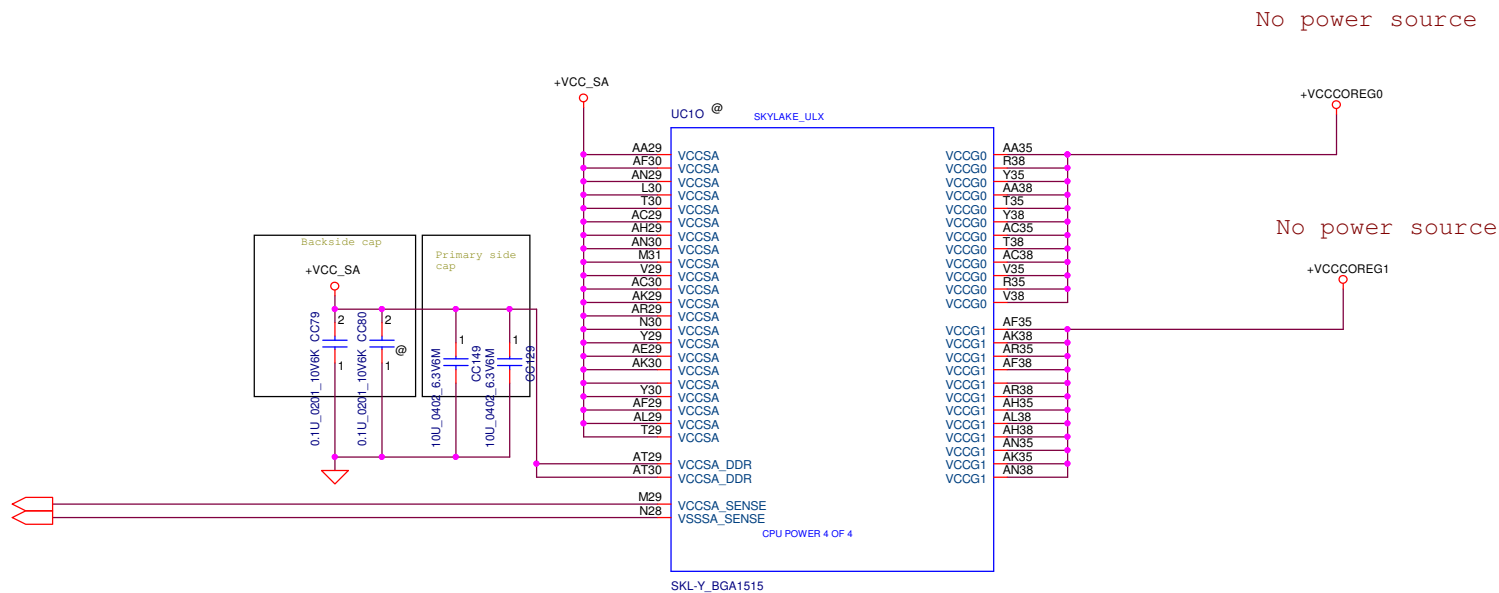 No power source
+VCC_SA
+VCCCOREG0
UC1O @
SKYLAKE_ULX
AA29 VCCSA VCCG0 AA35
AF30 VCCSA VCCG0 R38
AN29 VCCSA VCCG0 Y35
L30 VCCSA VCCG0 AA38
T30 VCCSA VCCG0 T35
AC29 VCCSA VCCG0 Y38
AH29 VCCSA VCCG0 AC35
AN30 VCCSA VCCG0 T38
M31 VCCSA VCCG0 AC38
V29 VCCSA VCCG0 V35
AC30 VCCSA VCCG0 R35
AK29 VCCSA VCCG0 V38
AR29 VCCSA
N30 VCCSA VCCG1 AF35
Y29 VCCSA VCCG1 AK38
AE29 VCCSA VCCG1 AR35
AK30 VCCSA VCCG1 AF38
VCCSA VCCG1
Y30 VCCSA VCCG1 AR38
AF29 VCCSA VCCG1 AH35
AL29 VCCSA VCCG1 AL38
T29 VCCSA VCCG1 AH38
VCCG1 AN35
AT29 VCCSA_DDR VCCG1 AK35
AT30 VCCSA_DDR VCCG1 AN38
M29 VCCSA_SENSE
N28 VSSSA_SENSE
CPU POWER 4 OF 4
SKL-Y_BGA1515
No power source
+VCCCOREG1
Backside cap
+VCC_SA
Primary side
cap
0.1U_0201_10V6K CC79
2
1
0.1U_0201_10V6K CC80
2
1
@
10U_0402_6.3V6M
CC149
1
10U_0402_6.3V6M
CC129
1